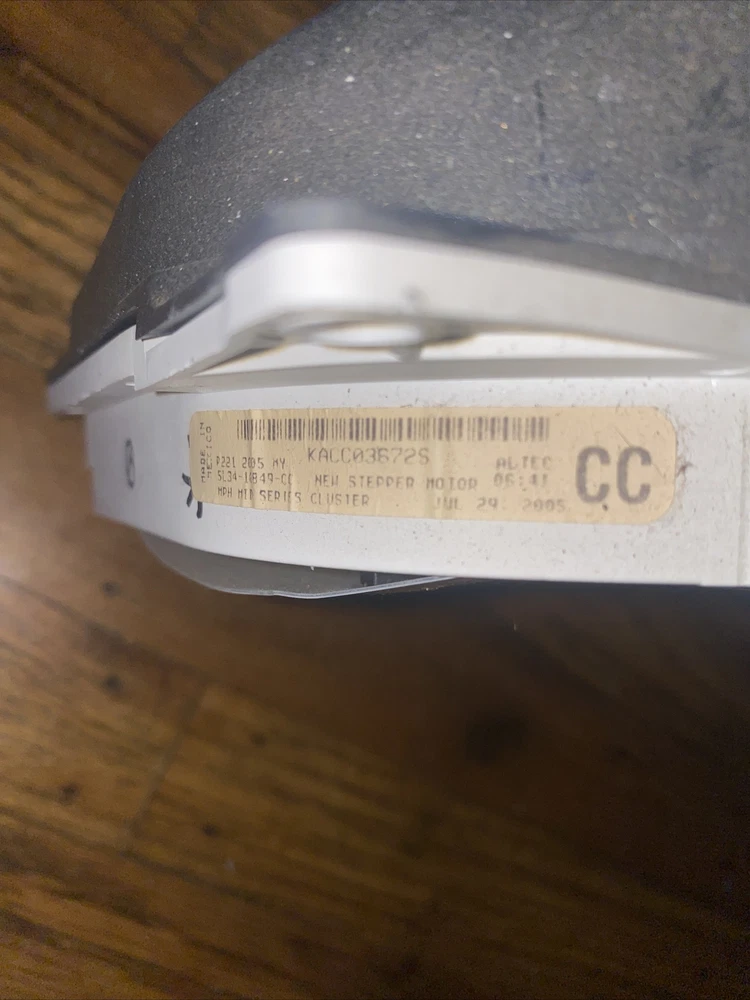 MADE IN
MEXICO
KACC03672S
P221 2005 MY
ALTEC
5L34-10849-CC NEW STEPPER MOTOR 06:41
MPH MID SERIES CLUSTER JUL 29, 2005
CC